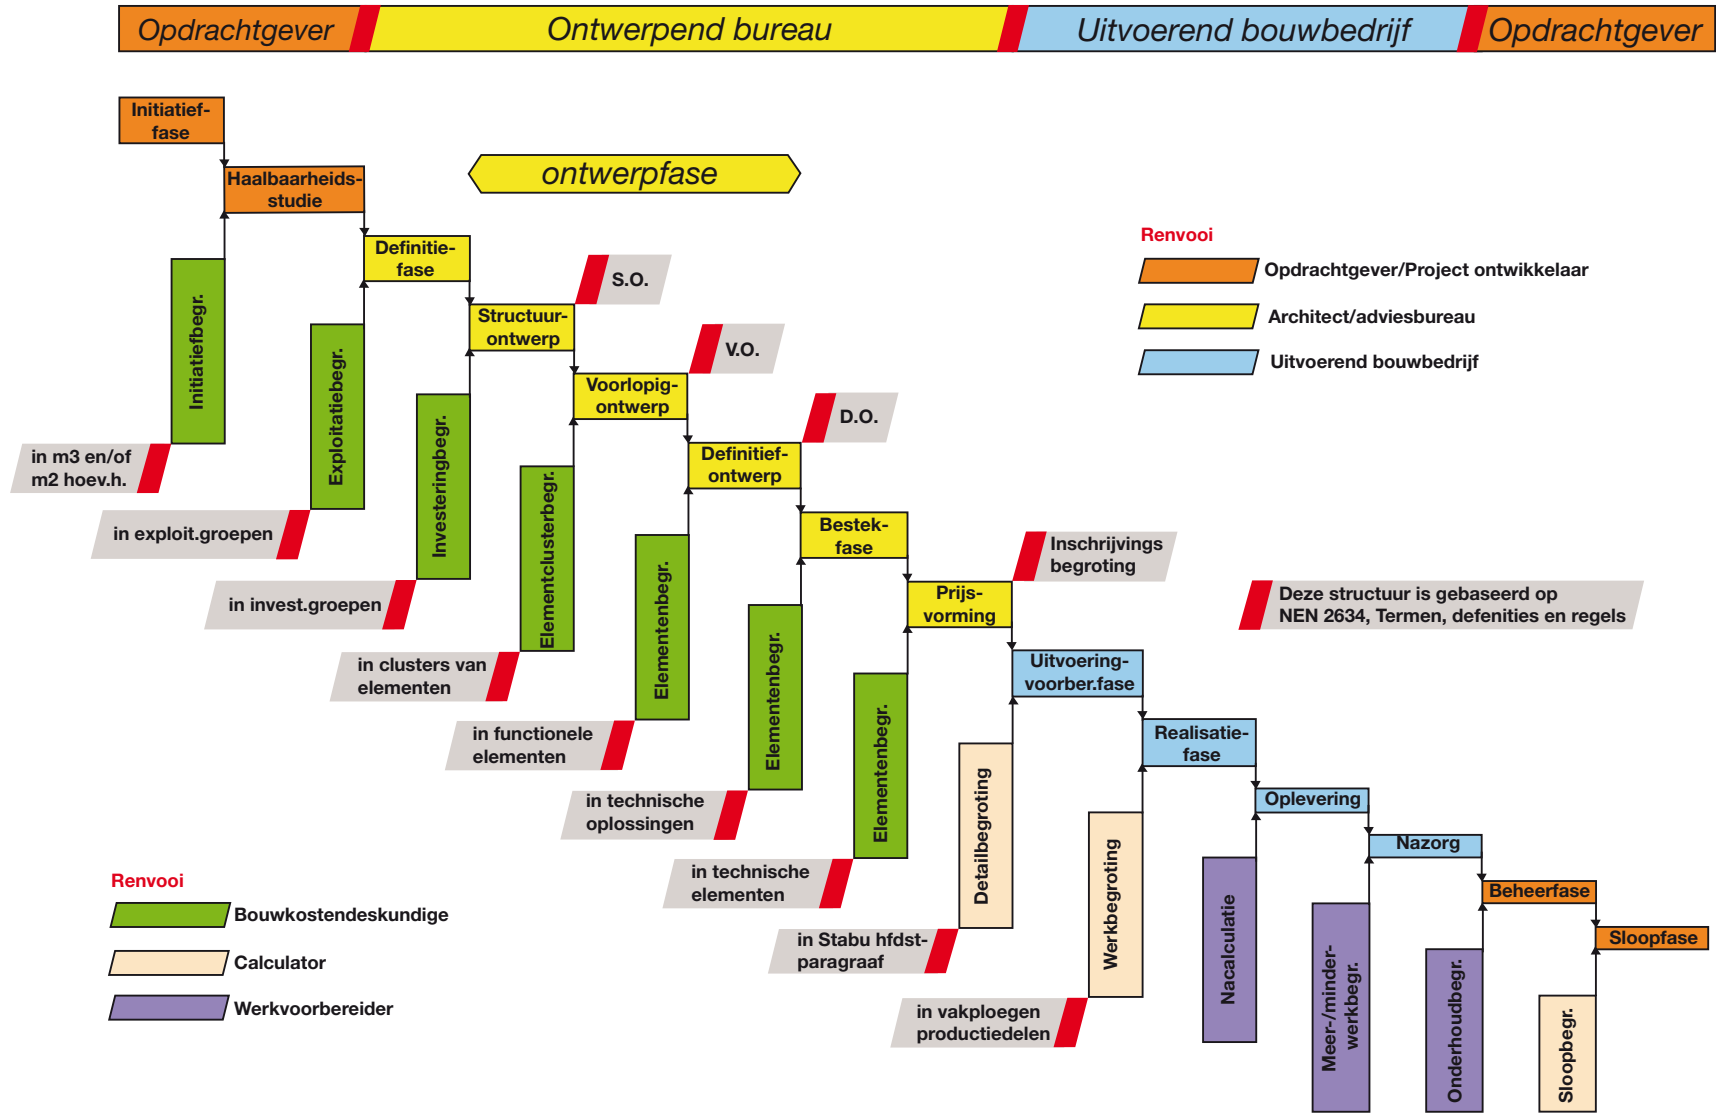 Opdrachtgever
Ontwerpend bureau
Uitvoerend bouwbedrijf
Opdrachtgever
Initiatief-
fase
Haalbaarheids-
studie
ontwerpfase
Definitie-
fase
Structuur-
ontwerp
S.O.
Voorlopig-
ontwerp
V.O.
Definitief-
ontwerp
D.O.
Bestek-
fase
Prijs-
vorming
Inschrijvings
begroting
Uitvoering-
voorber.fase
Realisatie-
fase
Oplevering
Nazorg
Beheerfase
Sloopfase
Renvooi
Opdrachtgever/Project ontwikkelaar
Architect/adviesbureau
Uitvoerend bouwbedrijf
Deze structuur is gebaseerd op
NEN 2634, Termen, defenities en regels
Initiatiefbegr.
in m3 en/of
m2 hoev.h.
Exploitatiebegr.
in exploit.groepen
Investeringbegr.
in invest.groepen
Elementclusterbegr.
in clusters van
elementen
Elementenbegr.
in functionele
elementen
Elementenbegr.
in technische
oplossingen
Elementenbegr.
in technische
elementen
Detailbegroting
in Stabu hfdst-
paragraaf
Werkbegroting
in vakploegen
productiedelen
Nacalculatie
Meer-/minder-
werkbegr.
Onderhoudbegr.
Sloopbegr.
Renvooi
Bouwkostendeskundige
Calculator
Werkvoorbereider